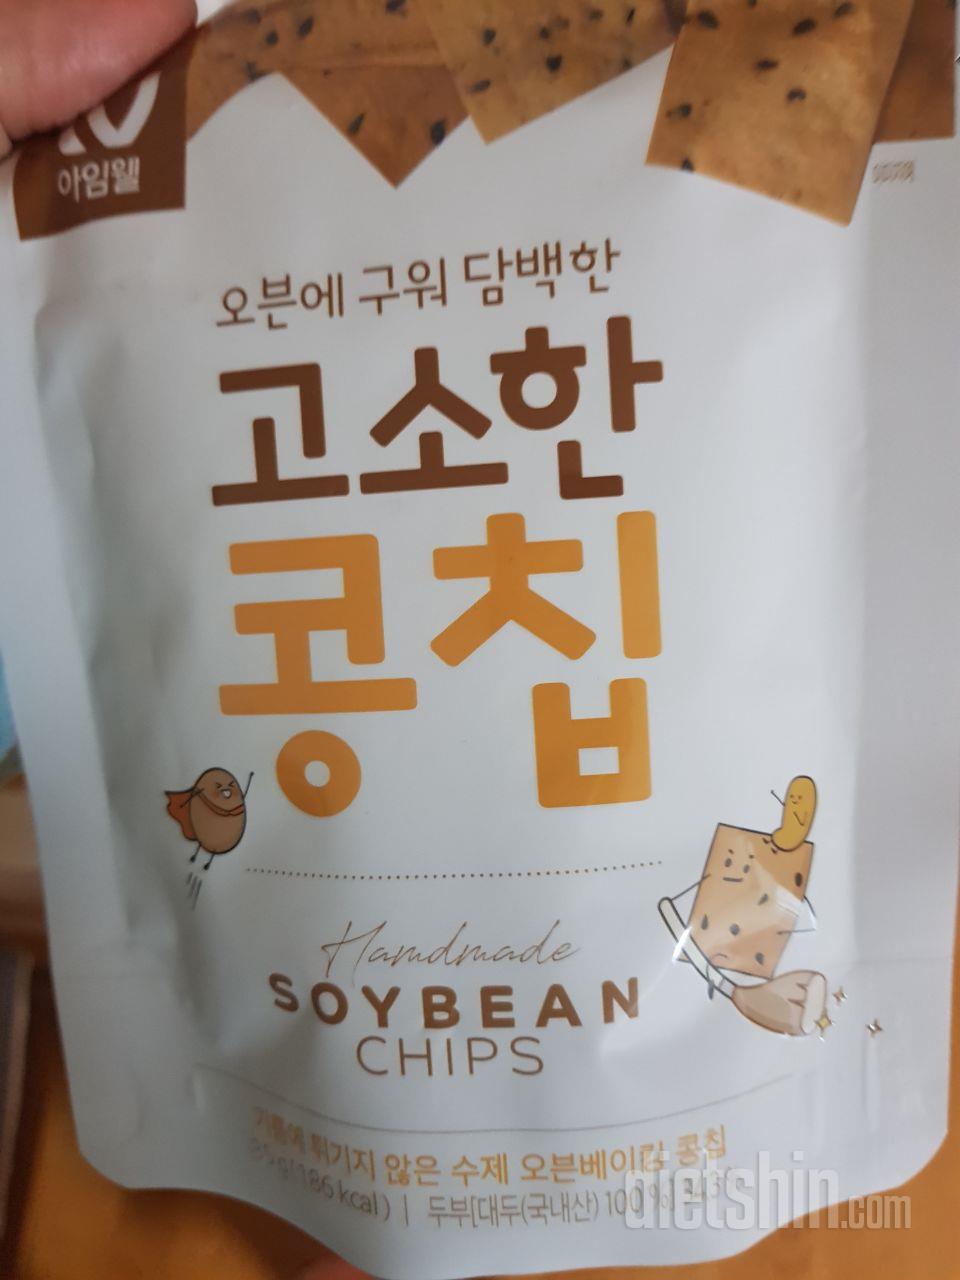 아임웰
오븐에 구워 담백한
고소한
콩칩
Handmade
SOYBEAN
CHIPS
기름에 튀기지 않은 수제 오븐베이킹 콩칩
(186 kcal) | 두부[대두(국내산) 100%]
dietshin.com